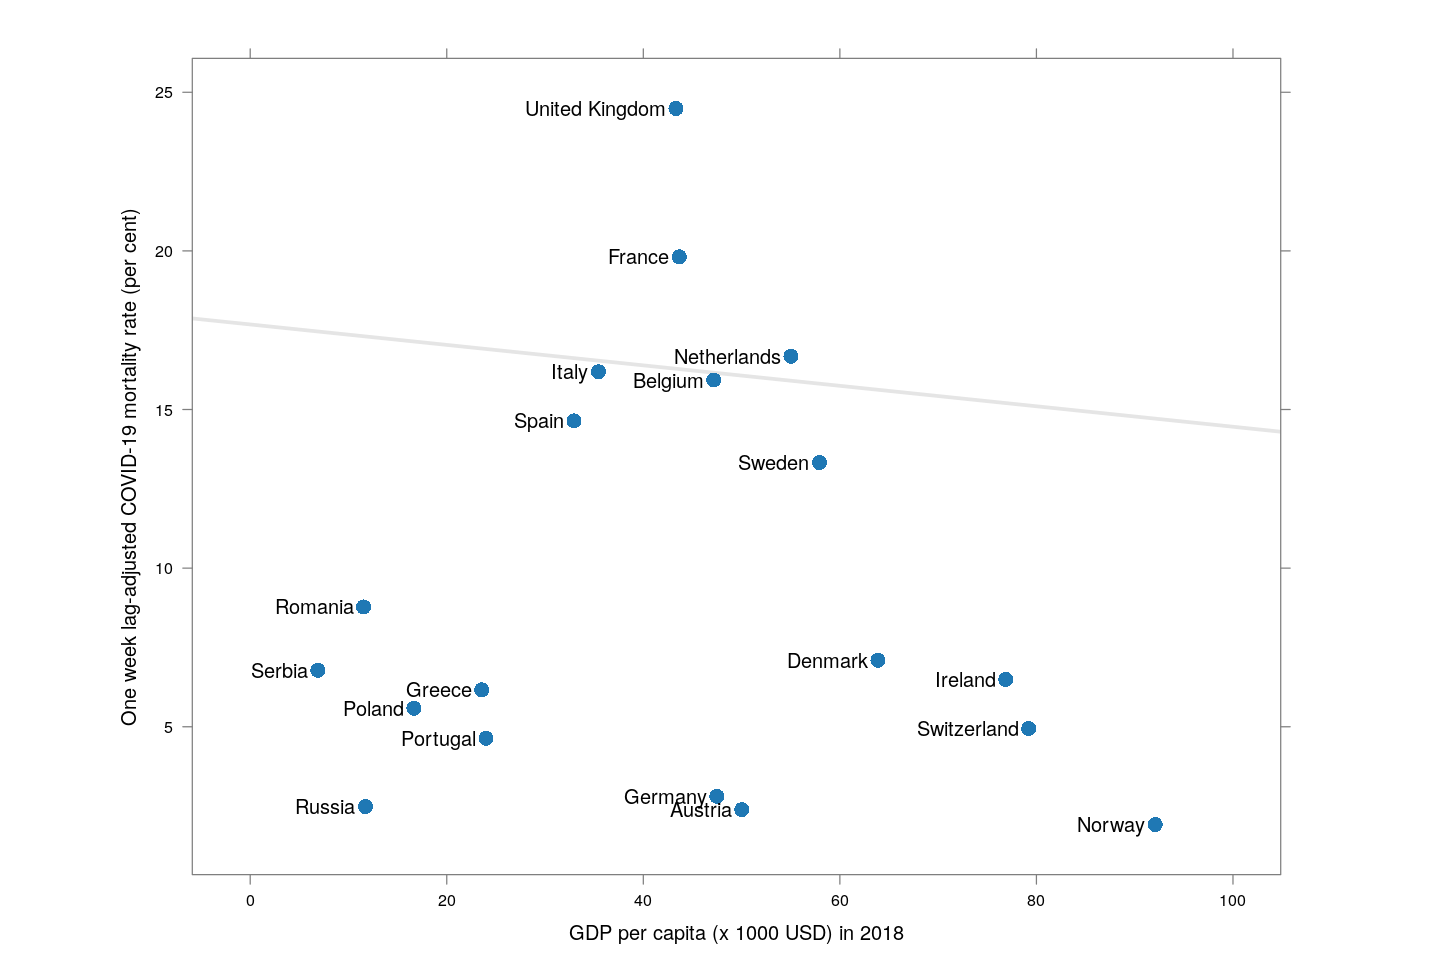 25
United Kingdom
20
France
Netherlands
Italy
Belgium
15
Spain
Sweden
10
Romania
Denmark
Serbia
Ireland
Greece
Poland
5
Switzerland
Portugal
Germany
Russia
Austria
Norway
One week lag-adjusted COVID-19 mortality rate (per cent)
0 20 40 60 80 100
GDP per capita (x 1000 USD) in 2018